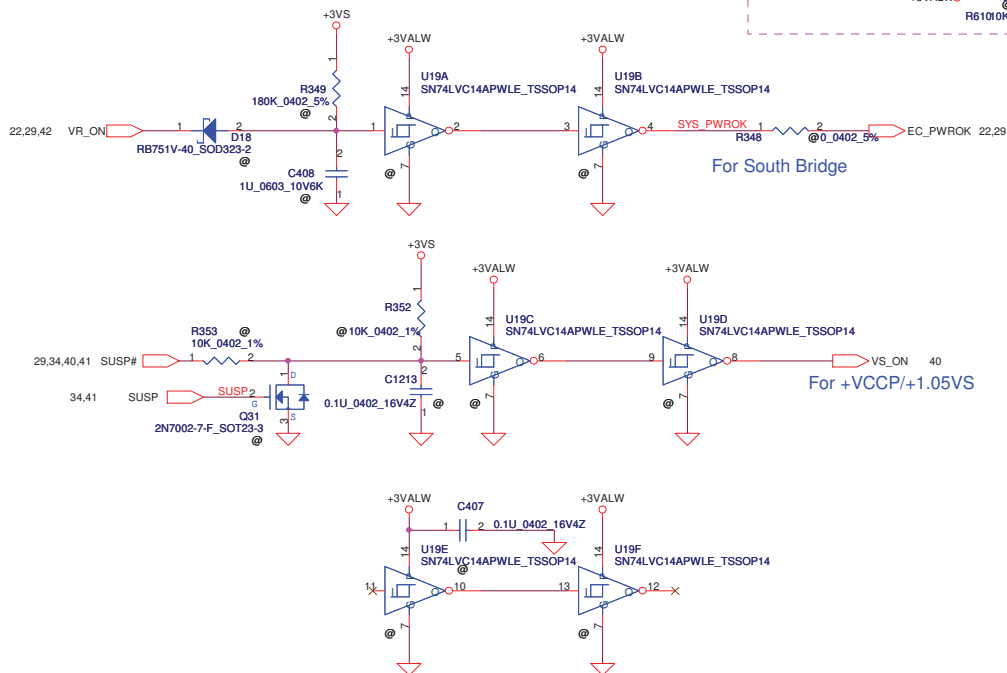 +5VALW
@
R61010K
+3VS
+3VALW
+3VALW
1
R349
180K_0402_5%
@
2
14
U19A
SN74LVC14APWLE_TSSOP14
14
U19B
SN74LVC14APWLE_TSSOP14
22,29,42 VR_ON
1
2
D18
RB751V-40_SOD323-2
@
1
2
3
4
SYS_PWROK
1
2
R348
@0_0402_5%
EC_PWROK 22,29
For South Bridge
2
C408
1U_0603_10V6K
@
1
@
7
@
7
+3VS
+3VALW
+3VALW
1
R352
@10K_0402_1%
2
14
U19C
SN74LVC14APWLE_TSSOP14
14
U19D
SN74LVC14APWLE_TSSOP14
R353
@
10K_0402_1%
29,34,40,41 SUSP#
1
2
5
6
9
8
VS_ON 40
For +VCCP/+1.05VS
34,41 SUSP
SUSP
2
G
1
D
S
3
Q31
2N7002-7-F_SOT23-3
@
2
C1213
0.1U_0402_16V4Z
1
@
@
7
@
7
+3VALW
+3VALW
C407
1
2
0.1U_0402_16V4Z
@
14
U19E
SN74LVC14APWLE_TSSOP14
14
U19F
SN74LVC14APWLE_TSSOP14
11
10
13
12
@
7
@
7